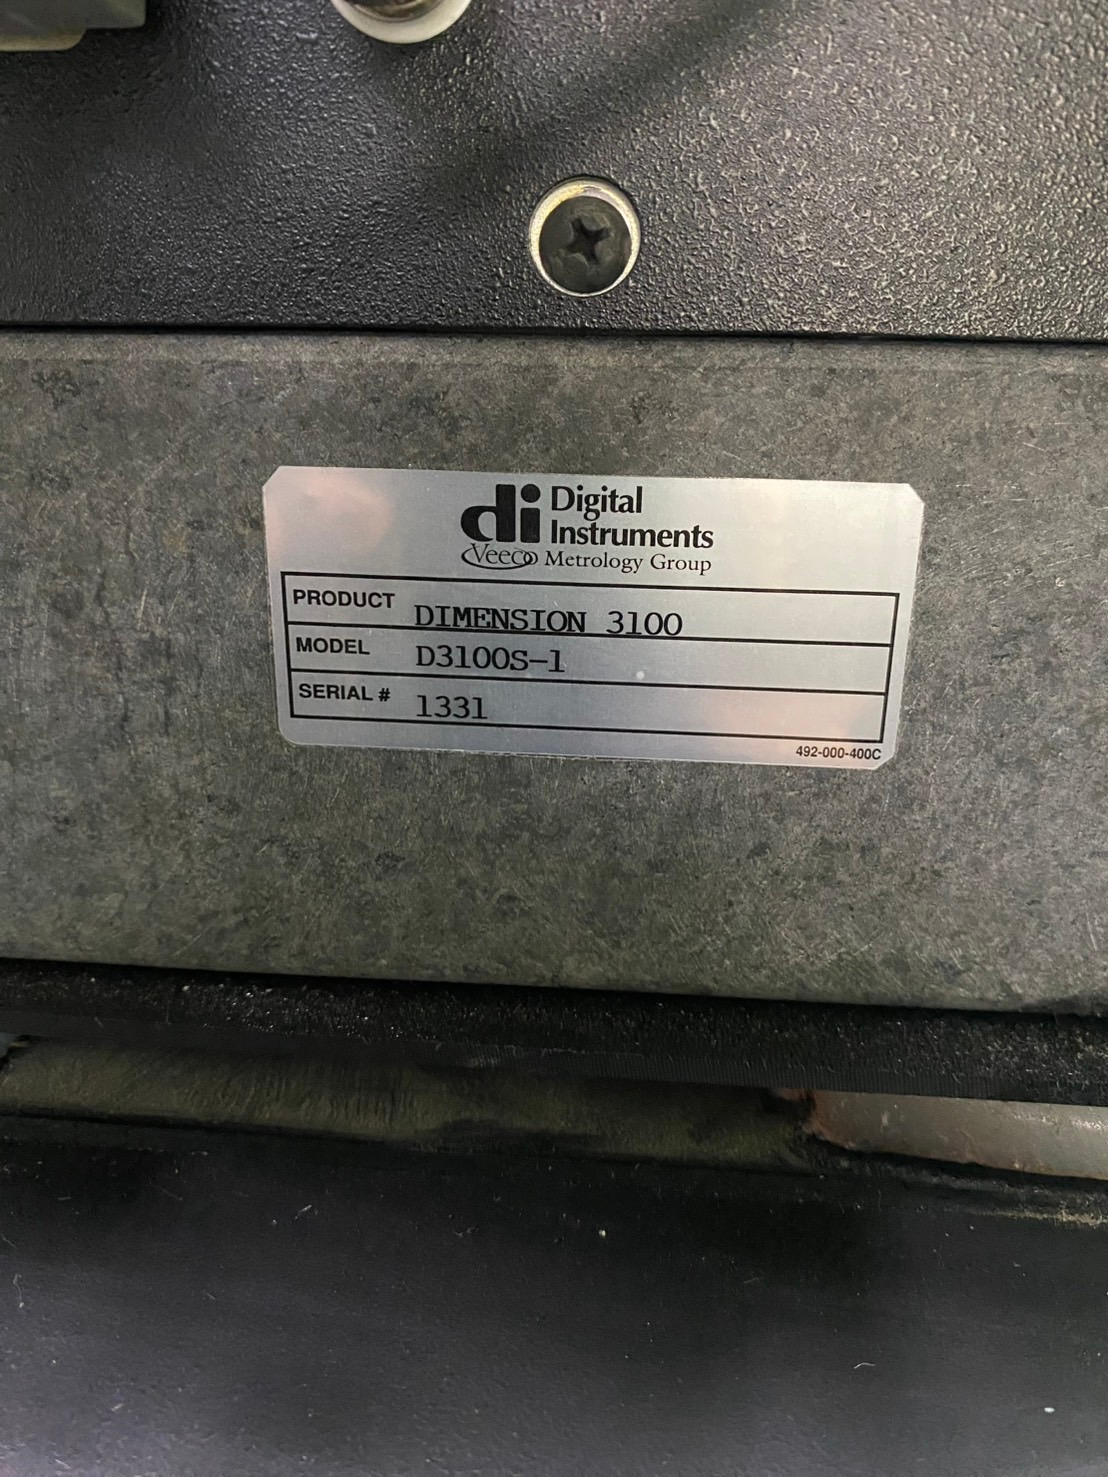 di Digital
Instruments
Veeco Metrology Group
PRODUCT DIMENSION 3100
MODEL D3100S-1
SERIAL # 1331
492-000-400C